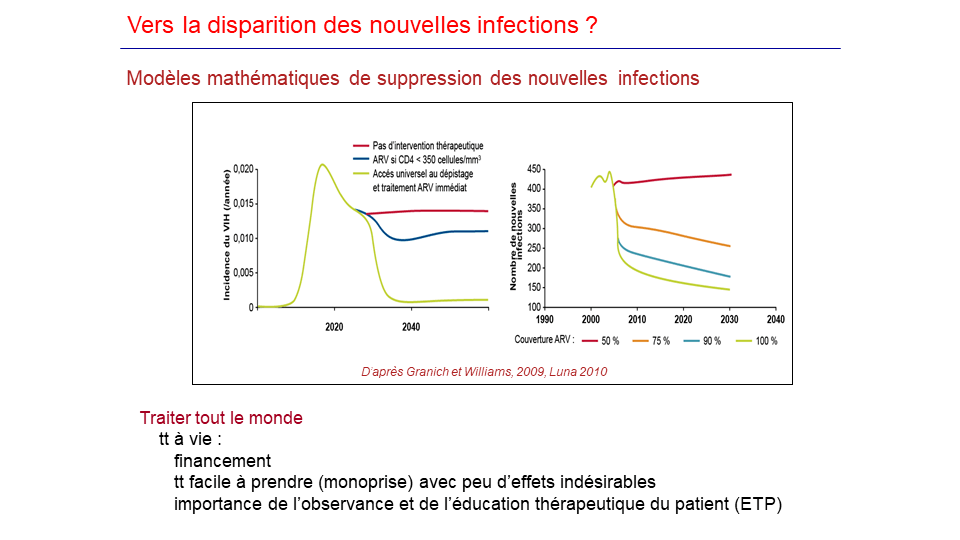 Vers la disparition des nouvelles infections ?
Modèles mathématiques de suppression des nouvelles infections
Pas d'intervention thérapeutique
ARV si CD4 < 350 cellules/mm³
Accès universel au dépistage
et traitement ARV immédiat
Incidence du VIH (/année)
0,020
0,015
0,010
0,005
0
2020
2040
Nombre de nouvelles
infections
450
400
350
300
250
200
150
100
1990
2000
2010
2020
2030
2040
Couverture ARV :
50 %
75 %
90 %
100 %
D'après Granich et Williams, 2009, Luna 2010
Traiter tout le monde
tt à vie :
financement
tt facile à prendre (monoprise) avec peu d'effets indésirables
importance de l'observance et de l'éducation thérapeutique du patient (ETP)